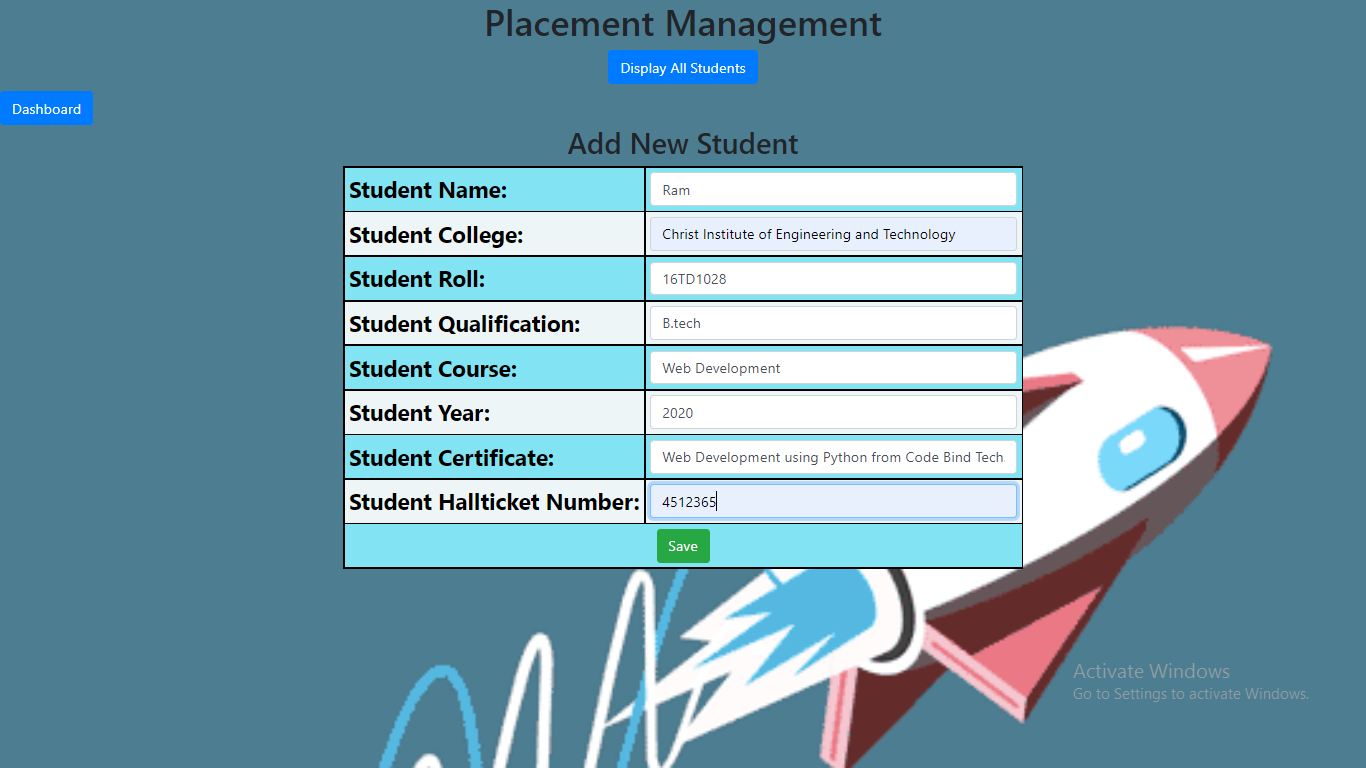 Placement Management
Display All Students
Dashboard
Add New Student
Student Name: Ram
Student College: Christ Institute of Engineering and Technology
Student Roll: 16TD1028
Student Qualification: B.tech
Student Course: Web Development
Student Year: 2020
Student Certificate: Web Development using Python from Code Bind Tech
Student Hallticket Number: 4512365
Save
Activate Windows
Go to Settings to activate Windows.